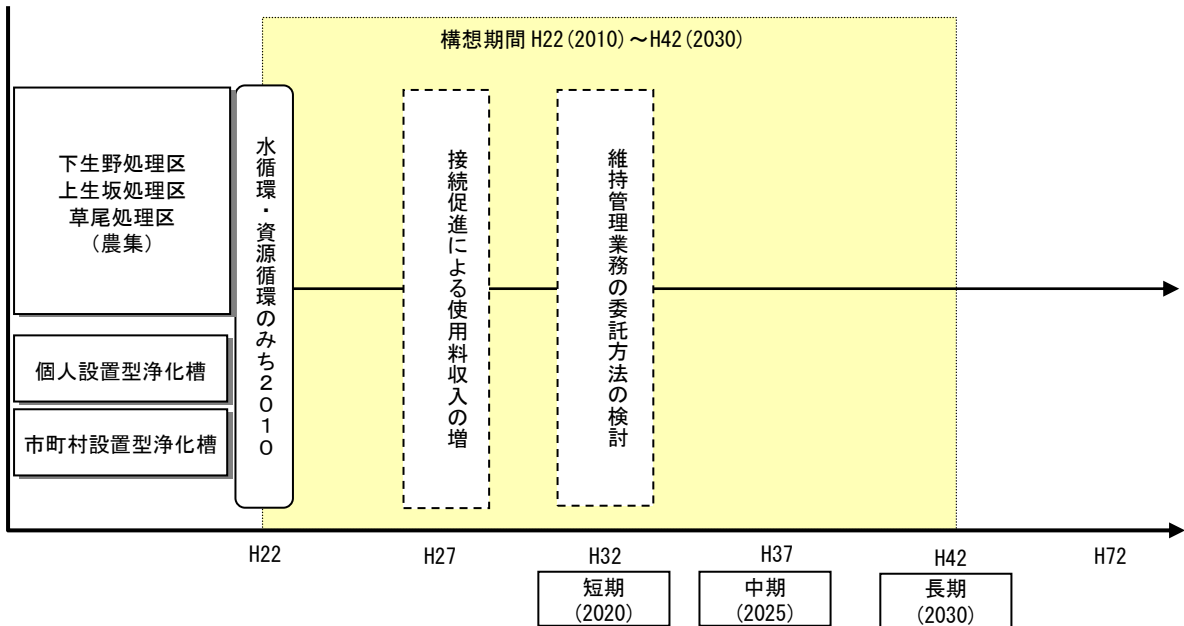 構想期間 H22(2010)～H42(2030)
下生野処理区
上生坂処理区
草尾処理区
（農集）
個人設置型浄化槽
市町村設置型浄化槽
水循環・資源循環のみち２０１０
接続促進による使用料収入の増
維持管理業務の委託方法の検討
H22
H27
H32
H37
H42
H72
短期
(2020)
中期
(2025)
長期
(2030)